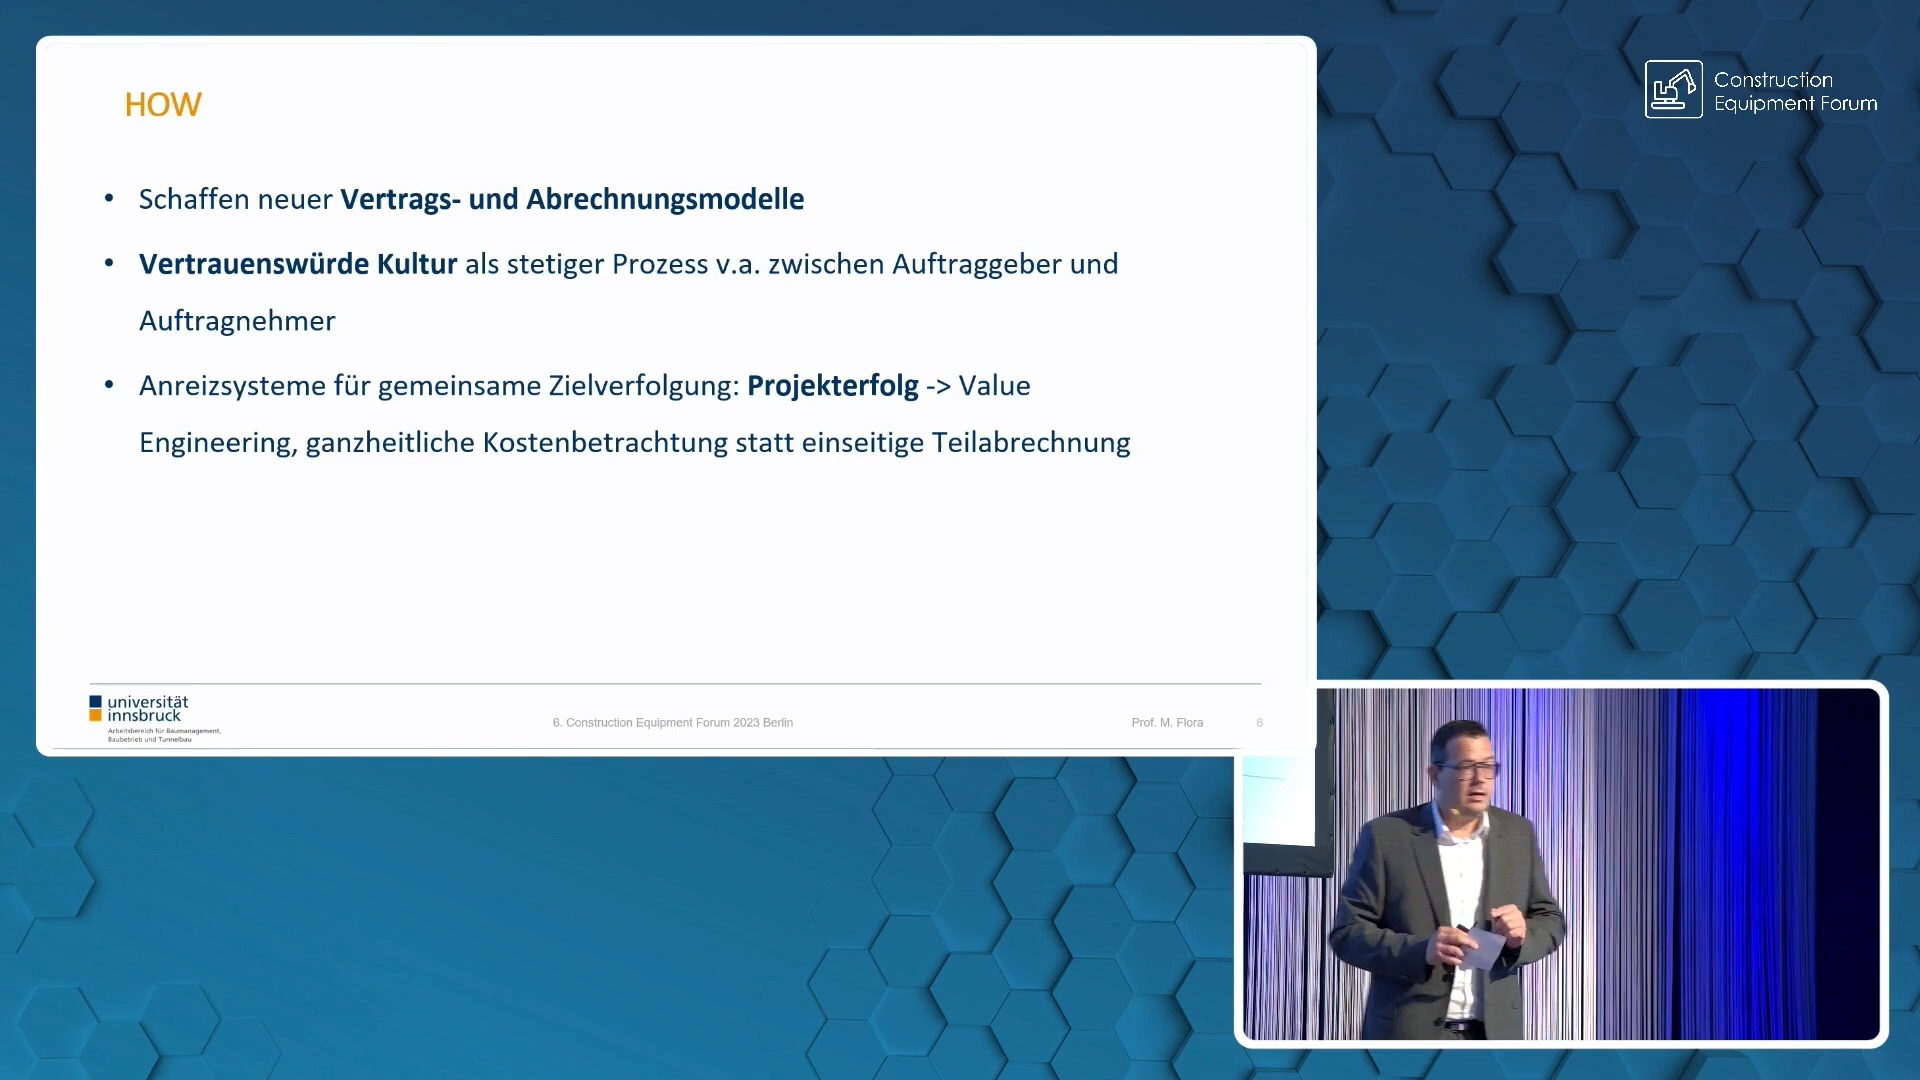 HOW
• Schaffen neuer Vertrags- und Abrechnungsmodelle
• Vertrauenswürde Kultur als stetiger Prozess v.a. zwischen Auftraggeber und
Auftragnehmer
• Anreizsysteme für gemeinsame Zielverfolgung: Projekterfolg -> Value
Engineering, ganzheitliche Kostenbetrachtung statt einseitige Teilabrechnung
universität
innsbruck
Arbeitsbereich für Baumanagement,
Baubetrieb und Tunnelbau
6. Construction Equipment Forum 2023 Berlin
Prof. M. Flora
6
Construction
Equipment Forum